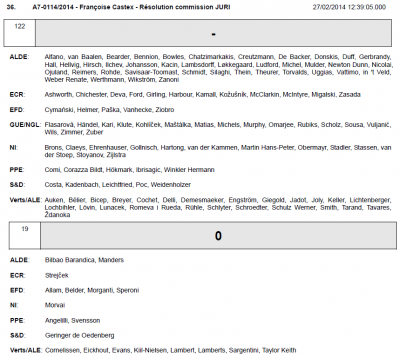 36. A7-0114/2014 - Françoise Castex - Résolution commission JURI 27/02/2014 12:39:05.000
122 -
ALDE: Alfano, van Baalen, Bearder, Bennion, Bowles, Chatzimarkakis, Creutzmann, De Backer, Donskis, Duff, Gerbrandy,
Hall, Hellvig, Hirsch, Ilchev, Johansson, Kacin, Lambsdorff, Løkkegaard, Ludford, Michel, Mulder, Newton Dunn, Nicolai,
Ojuland, Reimers, Rohde, Savisaar-Toomast, Schmidt, Silaghi, Thein, Theurer, Torvalds, Uggias, Vattimo, in 't Veld,
Weber Renate, Werthmann, Wikström, Zanoni
ECR: Ashworth, Chichester, Deva, Ford, Girling, Harbour, Kamall, Kožušník, McClarkin, McIntyre, Migalski, Zasada
EFD: Cymański, Helmer, Paška, Vanhecke, Ziobro
GUE/NGL: Flasarová, Händel, Kari, Klute, Kohlíček, Maštálka, Matias, Michels, Murphy, Omarjee, Rubiks, Scholz, Sousa, Vuljanić,
Wils, Zimmer, Zuber
NI: Brons, Claeys, Ehrenhauser, Gollnisch, Hartong, van der Kammen, Martin Hans-Peter, Obermayr, Stadler, Stassen, van
der Stoep, Stoyanov, Zijlstra
PPE: Comi, Corazza Bildt, Hökmark, Ibrisagic, Winkler Hermann
S&D: Costa, Kadenbach, Leichtfried, Poc, Weidenholzer
Verts/ALE: Auken, Bélier, Bicep, Breyer, Cochet, Delli, Demesmaeker, Engström, Giegold, Jadot, Joly, Keller, Lichtenberger,
Lochbihler, Lövin, Lunacek, Romeva i Rueda, Rühle, Schlyter, Schroedter, Schulz Werner, Smith, Tarand, Tavares,
Ždanoka
19 0
ALDE: Bilbao Barandica, Manders
ECR: Strejček
EFD: Allam, Belder, Morganti, Speroni
NI: Morvai
PPE: Angelilli, Svensson
S&D: Geringer de Oedenberg
Verts/ALE: Cornelissen, Eickhout, Evans, Kiil-Nielsen, Lambert, Lamberts, Sargentini, Taylor Keith